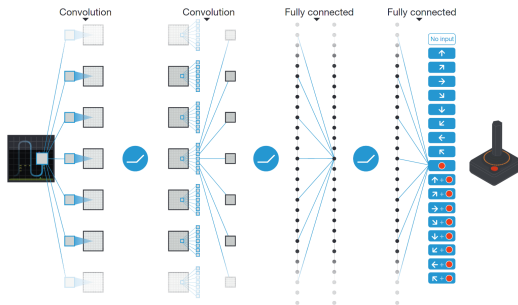 Convolution
Convolution
Fully connected
Fully connected
No input
+
+
+
+
+
+
+
+